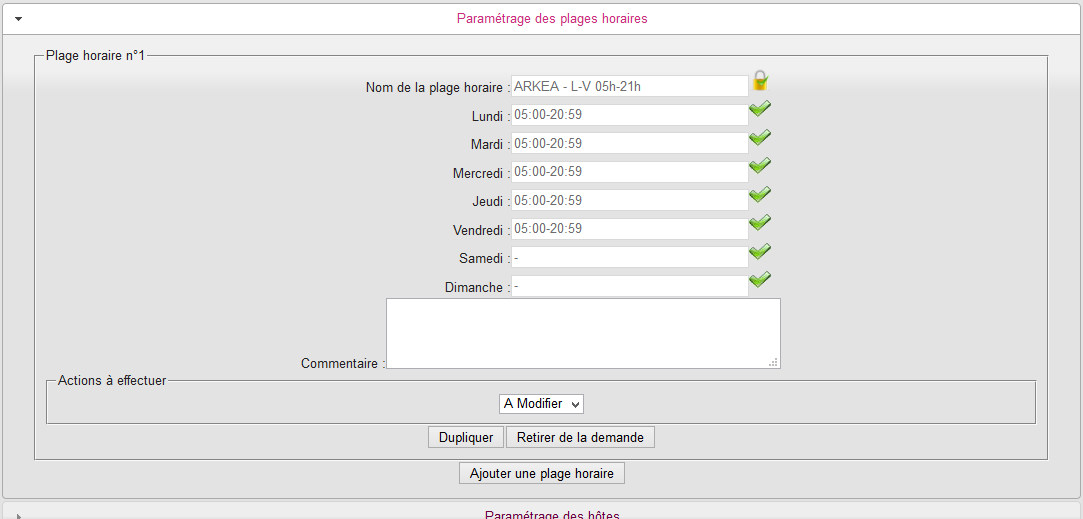 Paramétrage des plages horaires
Plage horaire n°1
Nom de la plage horaire : ARKEA - L-V 05h-21h
Lundi : 05:00-20:59
Mardi : 05:00-20:59
Mercredi : 05:00-20:59
Jeudi : 05:00-20:59
Vendredi : 05:00-20:59
Samedi : -
Dimanche : -
Commentaire :
Actions à effectuer
A Modifier
Dupliquer Retirer de la demande
Ajouter une plage horaire
Paramétrage des hôtes